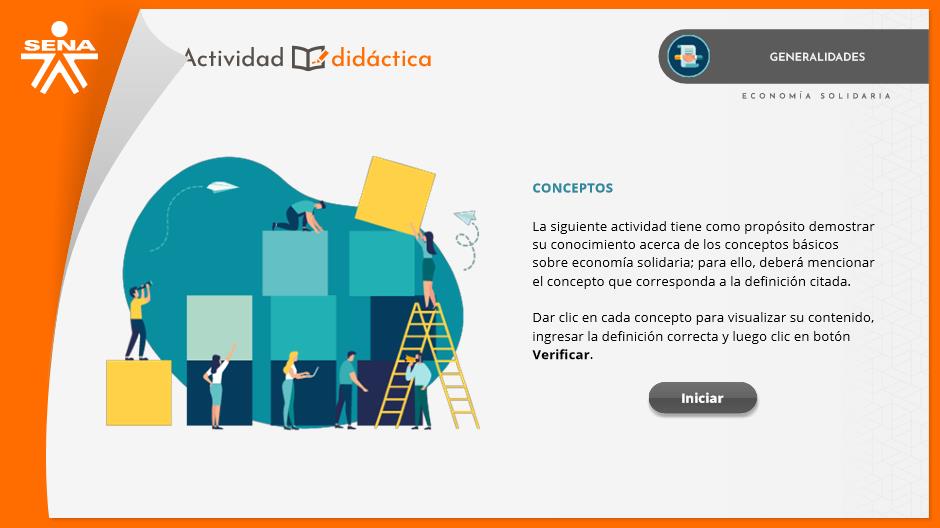 SENA
Actividad didáctica
GENERALIDADES
ECONOMÍA SOLIDARIA
CONCEPTOS
La siguiente actividad tiene como propósito demostrar
su conocimiento acerca de los conceptos básicos
sobre economía solidaria; para ello, deberá mencionar
el concepto que corresponda a la definición citada.
Dar clic en cada concepto para visualizar su contenido,
ingresar la definición correcta y luego clic en botón
Verificar.
Iniciar